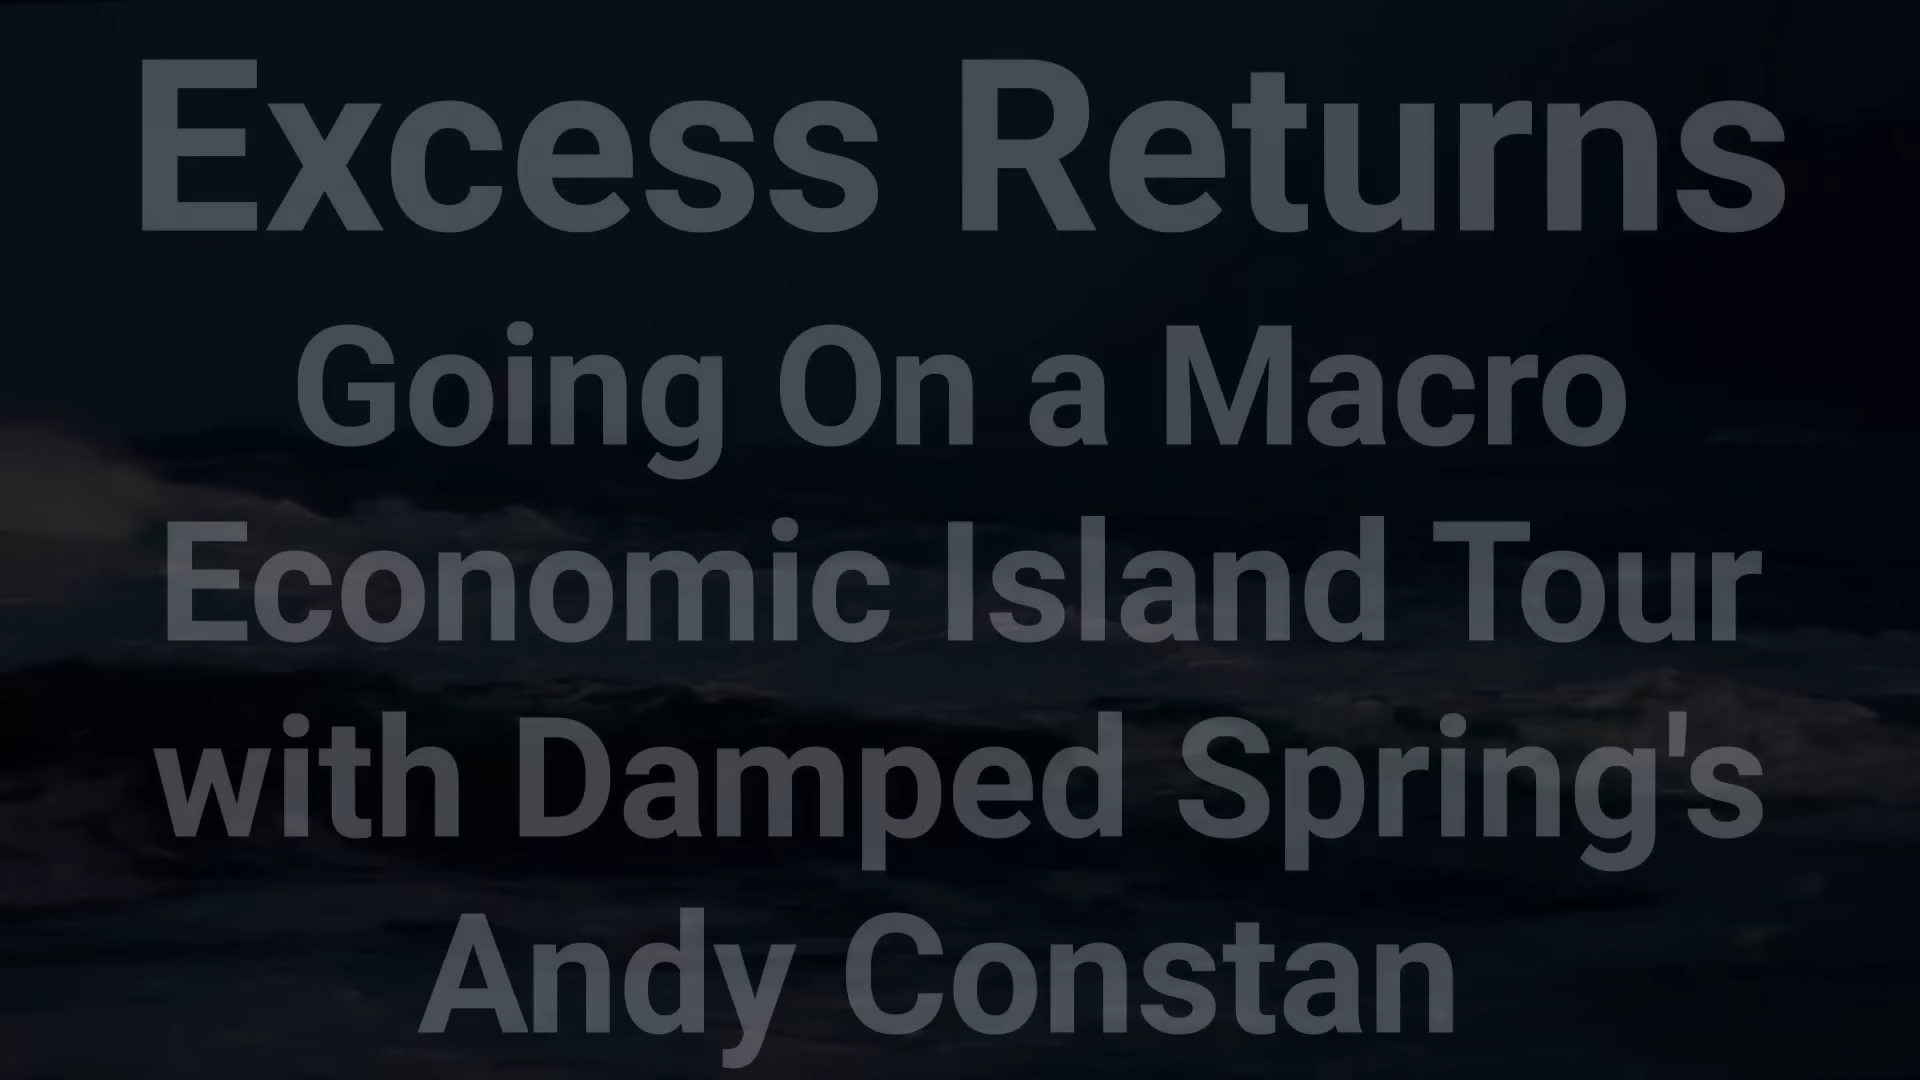 Excess Returns
Going On a Macro
Economic Island Tour
with Damped Spring's
Andy Constan